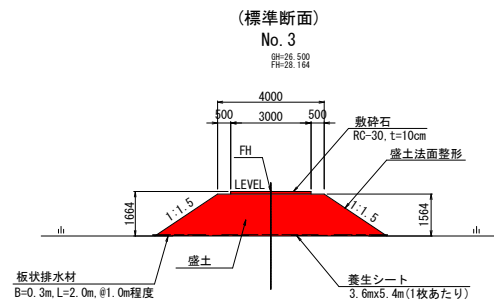 (標準断面)
No. 3
GH=26.500
FH=28.164
4000
500 3000 500
敷砕石
RC-30, t=10cm
FH
盛土法面整形
LEVEL
1:1.5 1:1.5
1664 1564
盛土
板状排水材
B=0.3m, L=2.0m, @1.0m程度
養生シート
3.6mx5.4m(1枚あたり)